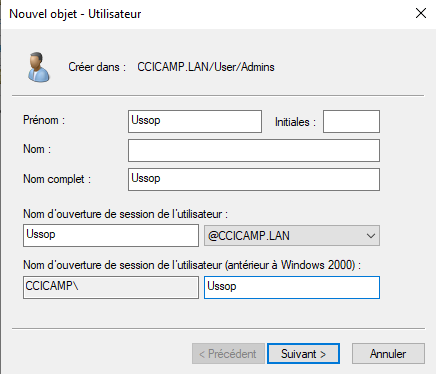 Nouvel objet - Utilisateur
Créer dans : CCICAMP.LAN/User/Admins
Prénom : Ussop Initiales :
Nom :
Nom complet : Ussop
Nom d'ouverture de session de l'utilisateur :
Ussop @CCICAMP.LAN
Nom d'ouverture de session de l'utilisateur (antérieur à Windows 2000) :
CCICAMP\ Ussop
< Précédent Suivant > Annuler